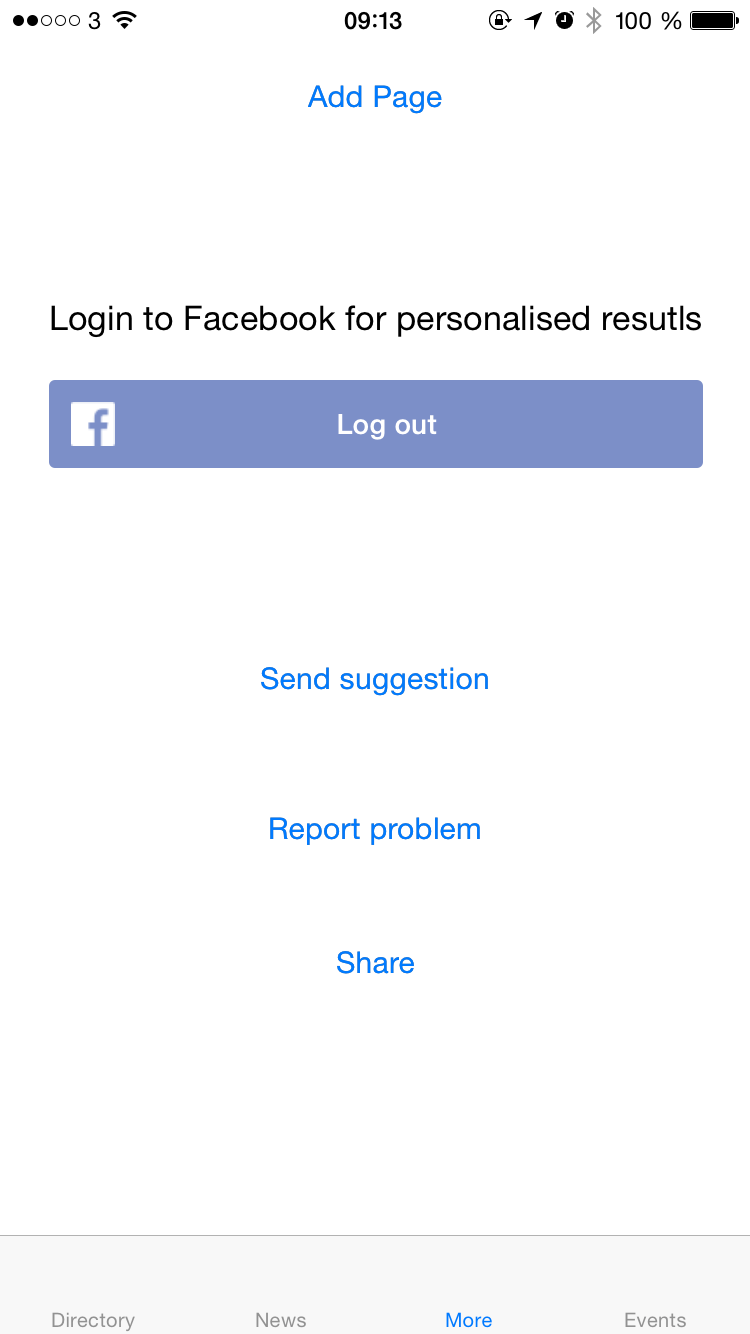 3 09:13 100 %
Add Page
Login to Facebook for personalised resutls
f Log out
Send suggestion
Report problem
Share
Directory News More Events